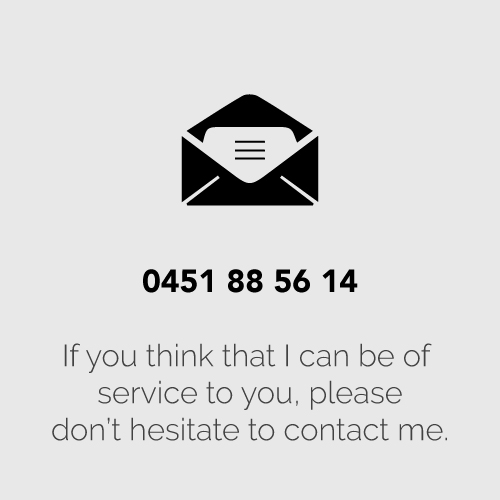 0451 88 56 14
If you think that I can be of
service to you, please
don't hesitate to contact me.